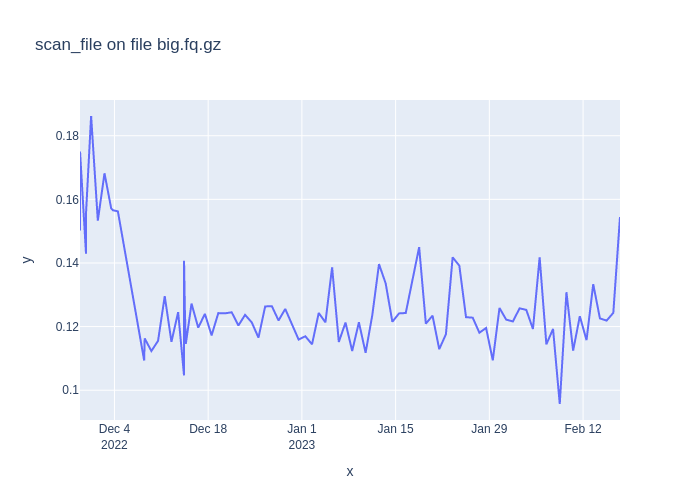 scan_file on file big.fq.gz
0.18
0.16
0.14
0.12
0.1
y
Dec 4
2022
Dec 18
Jan 1
2023
Jan 15
Jan 29
Feb 12
x